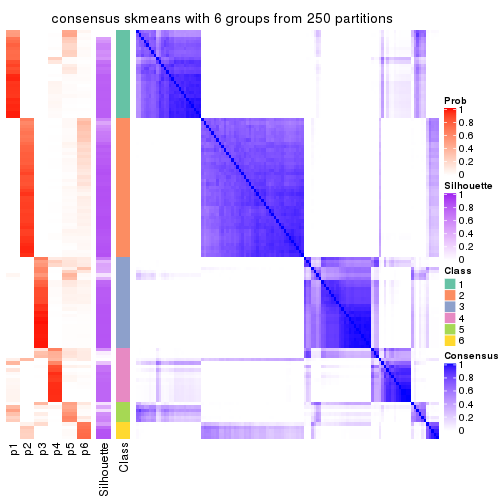 consensus skmeans with 6 groups from 250 partitions
Prob
1
0.8
0.6
0.4
0.2
0
Silhouette
1
0.8
0.6
0.4
0.2
0
Class
1
2
3
4
5
6
Consensus
1
0.8
0.6
0.4
0.2
0
p1
p2
p3
p4
p5
p6
Silhouette
Class